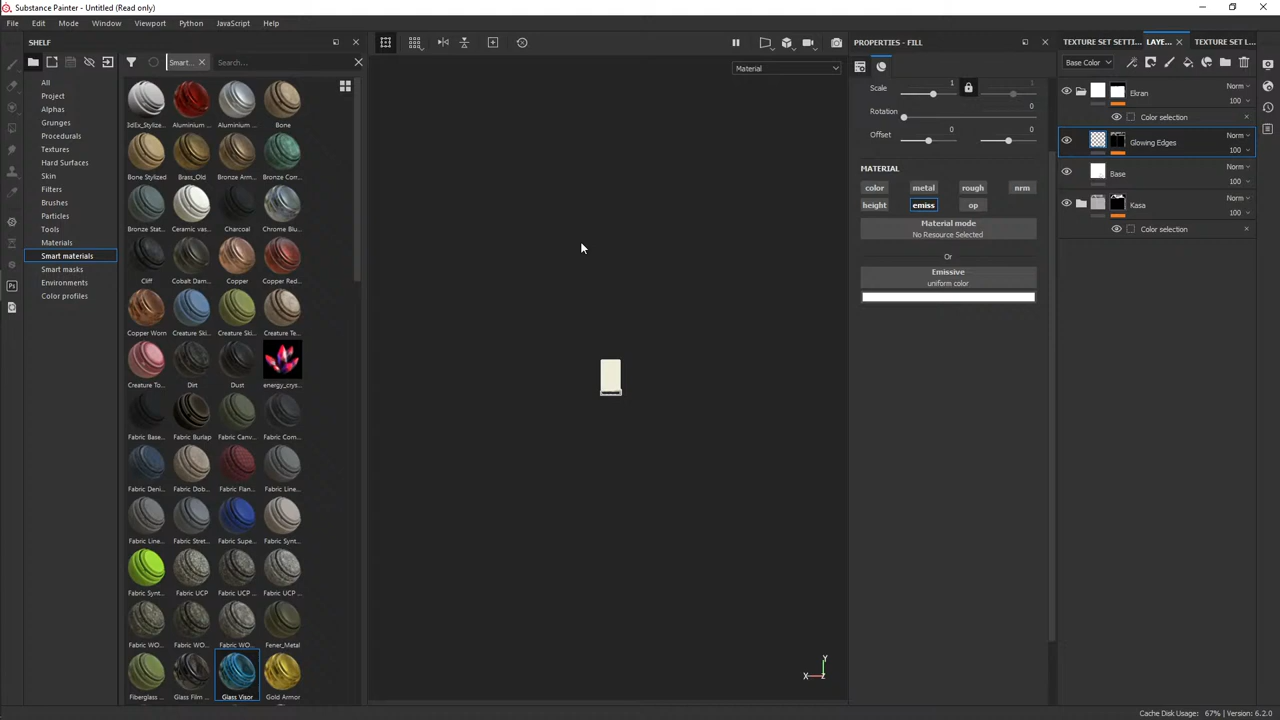 Substance Painter - Untitled (Read only)
File Edit Mode Window Viewport Python JavaScript Help
SHELF
Smart...
Search...
All
Project
Alphas
Grunges
Procedurals
Textures
Hard Surfaces
Skin
Filters
Brushes
Particles
Tools
Materials
Smart materials
Smart masks
Environments
Color profiles
3dEx_Stylize... Aluminium ... Aluminium ... Bone
Bone Stylized Brass_Old Bronze Arm... Bronze Corr...
Bronze Stat... Ceramic vas... Charcoal Chrome Blu...
Cliff Cobalt Dam... Copper Copper Red...
Copper Worn Creature Ski... Creature Ski... Creature Te...
Creature To... Dirt Dust energy_crys...
Fabric Base... Fabric Burlap Fabric Canv... Fabric Com...
Fabric Deni... Fabric Dob... Fabric Flan... Fabric Line...
Fabric Line... Fabric Stret... Fabric Supe... Fabric Synt...
Fabric Synt... Fabric UCP Fabric UCP ... Fabric UCP ...
Fabric WO... Fabric WO... Fabric WO... Fener_Metal
Fiberglass ... Glass Film ... Glass Visor Gold Armor
Material
Y
X
Z
PROPERTIES - FILL
Scale 1 1
Rotation 0
Offset 0 0
MATERIAL
color metal rough nrm
height emiss op
Material mode
No Resource Selected
Or
Emissive
uniform color
TEXTURE SET SETTI... LAYE... TEXTURE SET L...
Base Color
Ekran Norm
100
Color selection
Glowing Edges Norm
100
Base Norm
100
Kasa Norm
100
Color selection
Ps
Cache Disk Usage: 67% | Version: 6.2.0